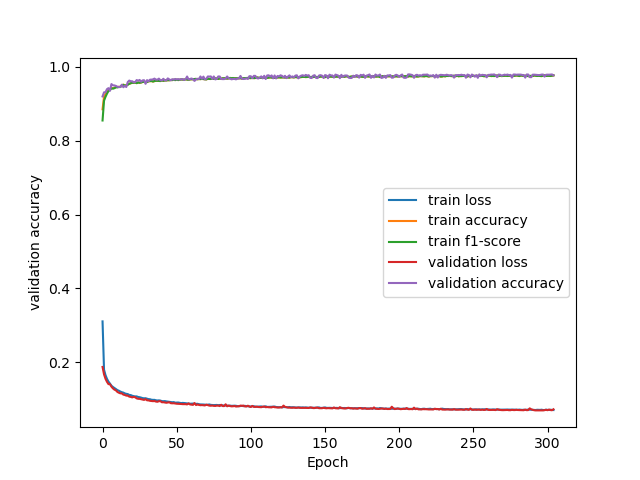 1.0
0.8
0.6
0.4
0.2
validation accuracy
train loss
train accuracy
train f1-score
validation loss
validation accuracy
0 50 100 150 200 250 300
Epoch